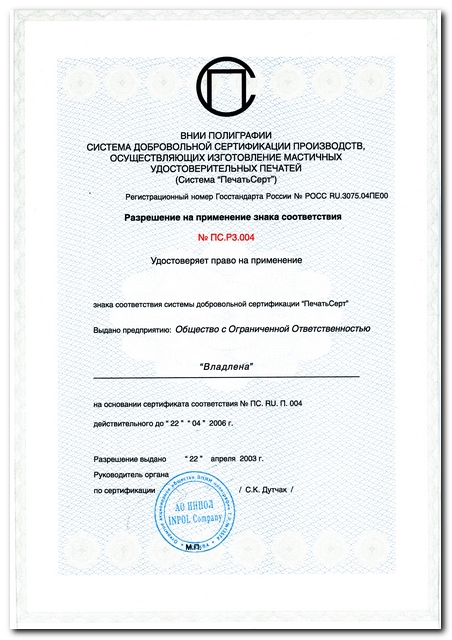 ВНИИ ПОЛИГРАФИИ
СИСТЕМА ДОБРОВОЛЬНОЙ СЕРТИФИКАЦИИ ПРОИЗВОДСТВ,
ОСУЩЕСТВЛЯЮЩИХ ИЗГОТОВЛЕНИЕ МАСТИЧНЫХ
УДОСТОВЕРИТЕЛЬНЫХ ПЕЧАТЕЙ
(Система "ПечатьСерт")
Регистрационный номер Госстандарта России № РОСС RU.3075.04ПЕ00
Разрешение на применение знака соответствия
№ ПС.РЗ.004
Удостоверяет право на применение
знака соответствия системы добровольной сертификации "ПечатьСерт"
Выдано предприятию: Общество с Ограниченной Ответственностью
"Владлена"
на основании сертификата соответствия № ПС. RU. П. 004
действительного до " 22 " " 04 " 2006 г.
Разрешение выдано " 22 " апреля 2003 г.
Руководитель органа
по сертификации / С.К. Дутчах /
АО ИНПОЛ
INPOL Company
М.П.